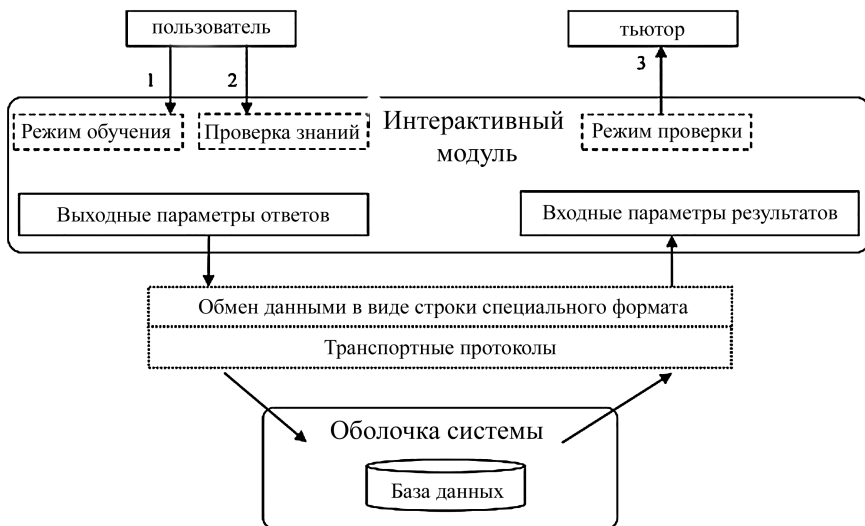 пользователь
тьютор
1
2
3
Режим обучения
Проверка знаний
Интерактивный
модуль
Режим проверки
Выходные параметры ответов
Входные параметры результатов
Обмен данными в виде строки специального формата
Транспортные протоколы
Оболочка системы
База данных